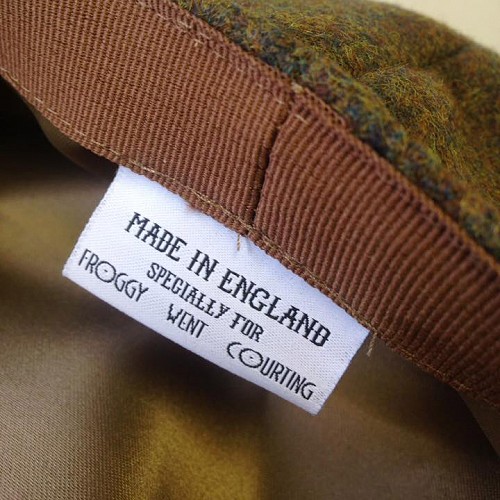 MADE IN ENGLAND
SPECIALLY FOR
FROGGY WENT COURTING